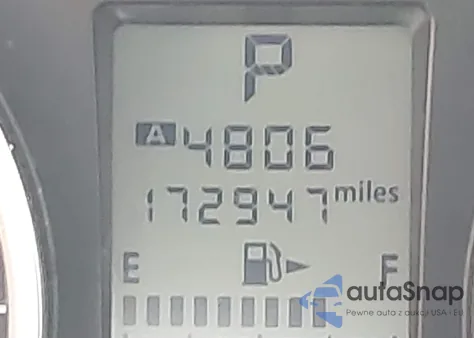 P
A 4806
172947 miles
E F
autoSnap
Pewne auta z aukcji USA i EU